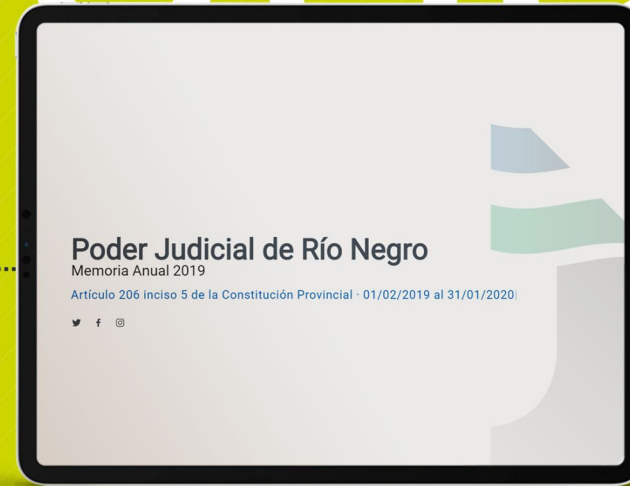 Poder Judicial de Río Negro
Memoria Anual 2019
Artículo 206 inciso 5 de la Constitución Provincial · 01/02/2019 al 31/01/2020|